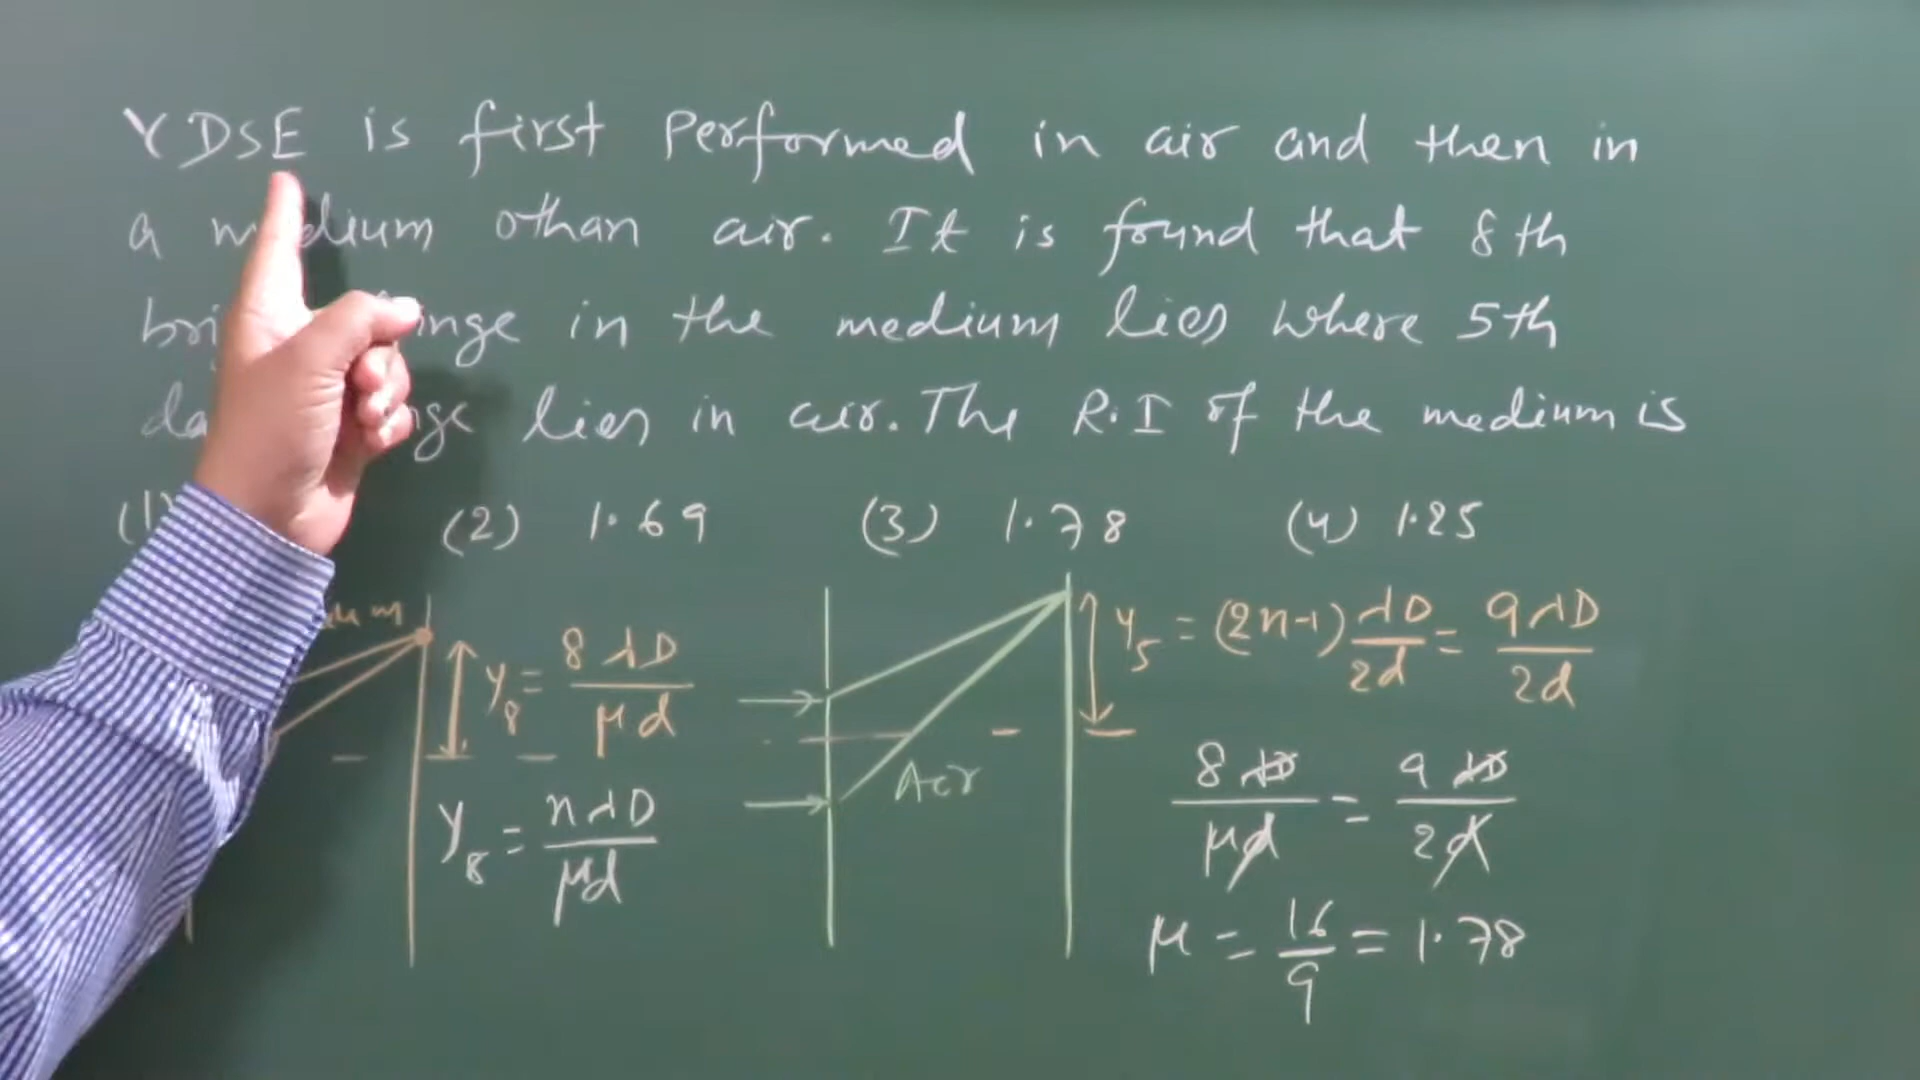 YDSE is first Performed in air and then in
a medium othan air. It is found that 8th
in the medium lies where 5th
lies in air. The R.I of the medium is
(1) (2) 1.69 (3) 1.78 (4) 1.25
y₈ = 8λD/μd
y₈ = nλD/μd
Air
y₅ = (2n-1) λD/2d = 9λD/2d
8λD/μd = 9λD/2d
μ = 16/9 = 1.78